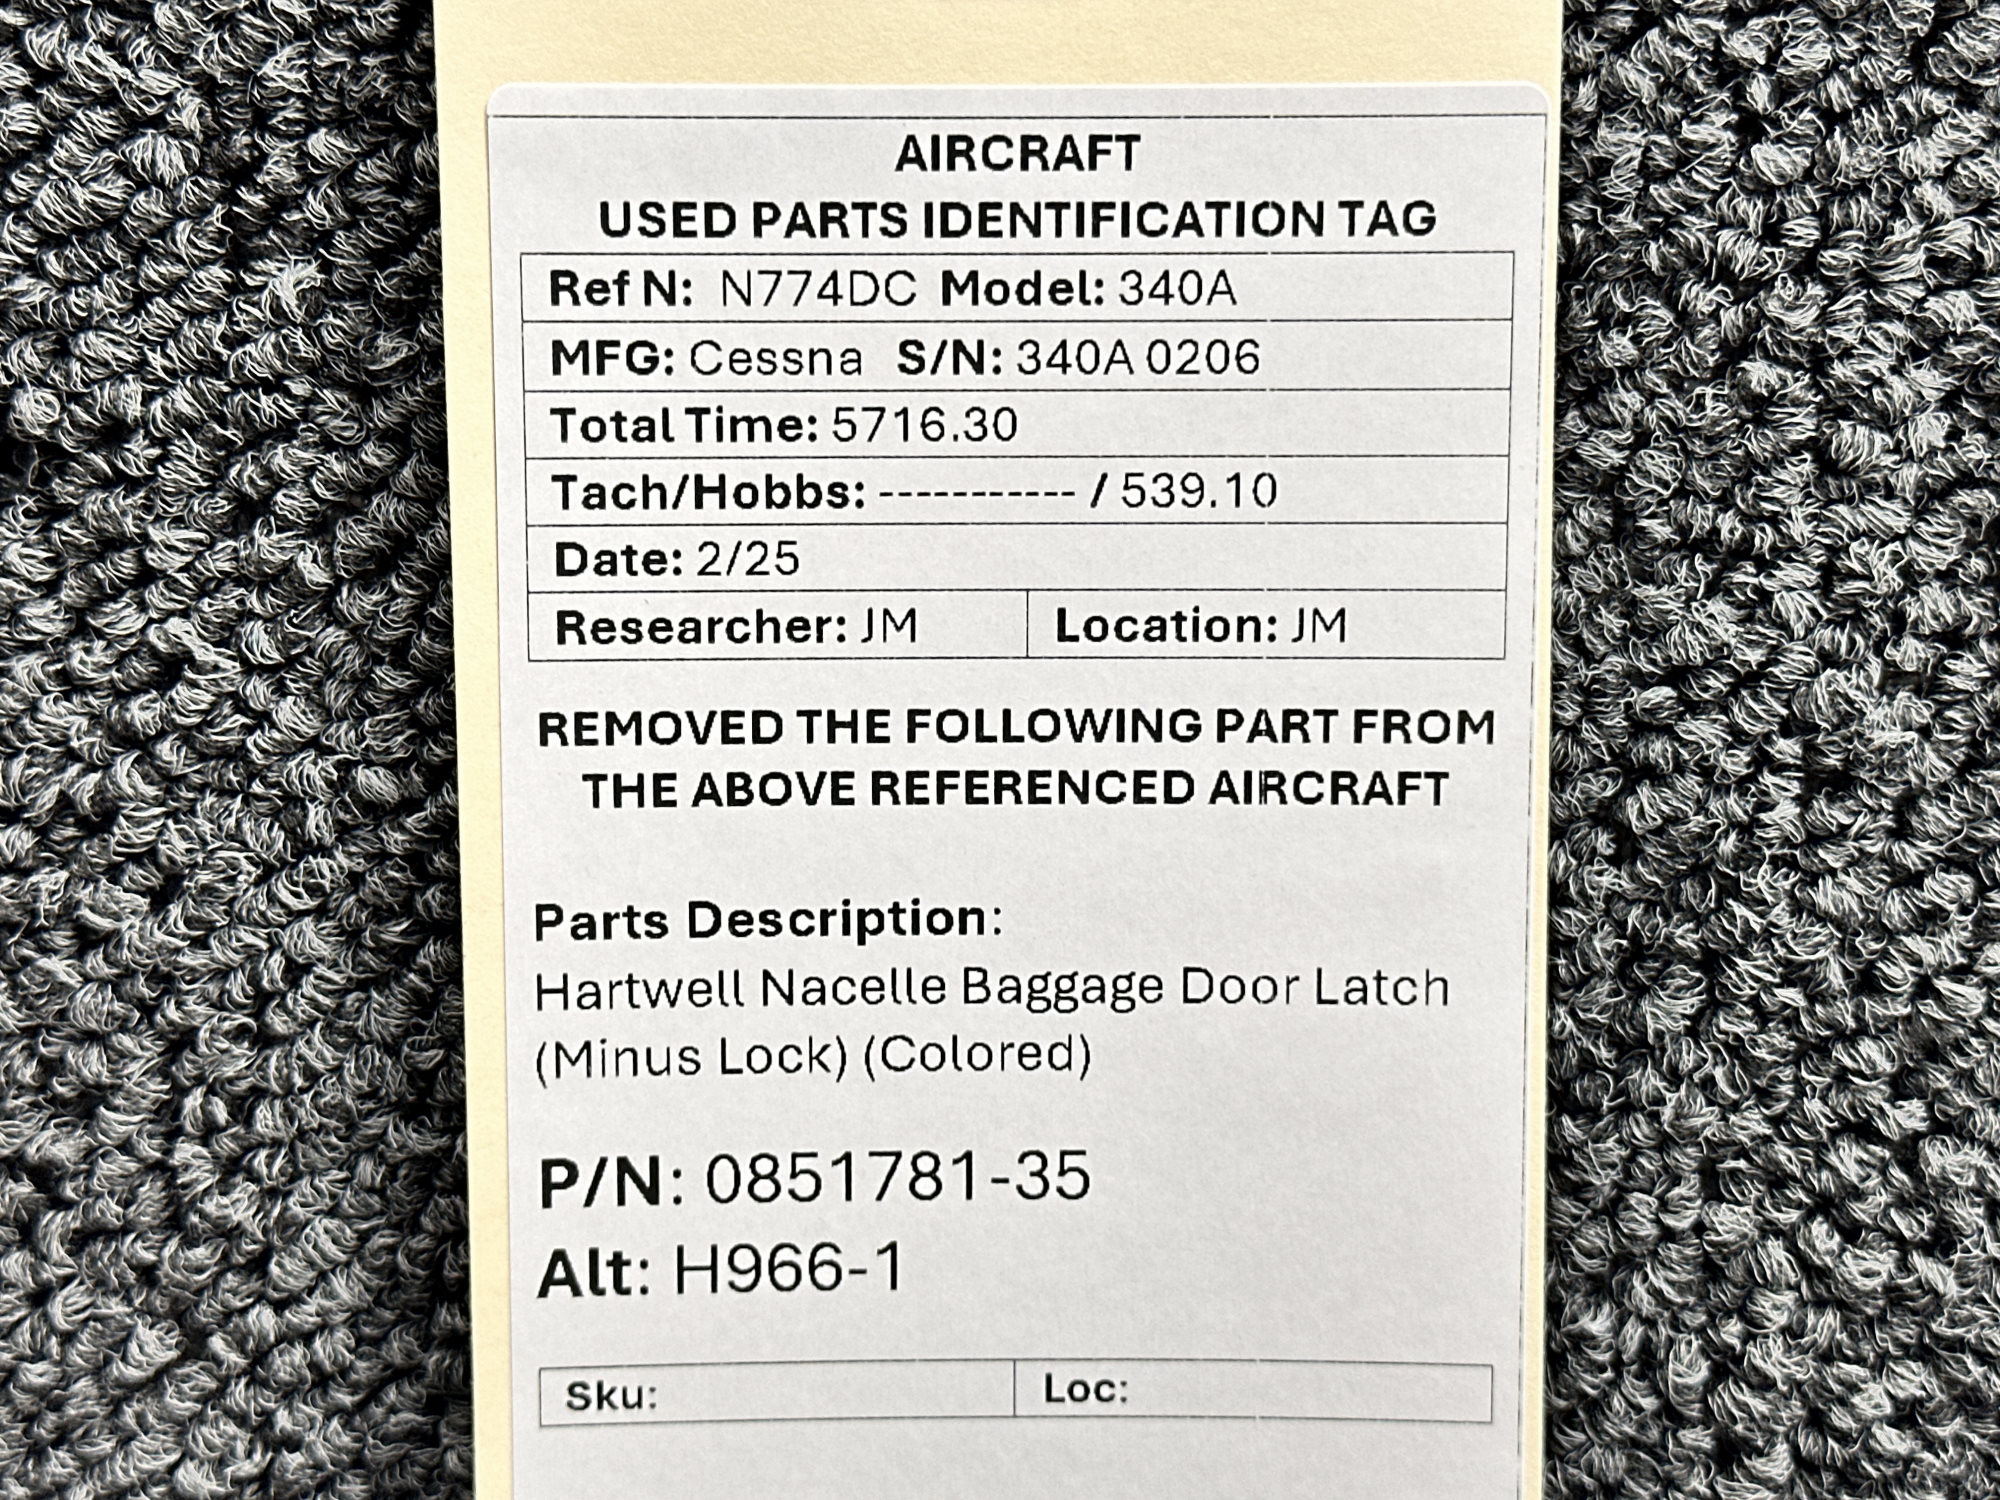 AIRCRAFT
USED PARTS IDENTIFICATION TAG
Ref N: N774DC Model: 340A
MFG: Cessna S/N: 340A 0206
Total Time: 5716.30
Tach/Hobbs: ----------- / 539.10
Date: 2/25
Researcher: JM Location: JM
REMOVED THE FOLLOWING PART FROM
THE ABOVE REFERENCED AIRCRAFT
Parts Description:
Hartwell Nacelle Baggage Door Latch
(Minus Lock) (Colored)
P/N: 0851781-35
Alt: H966-1
Sku: Loc: